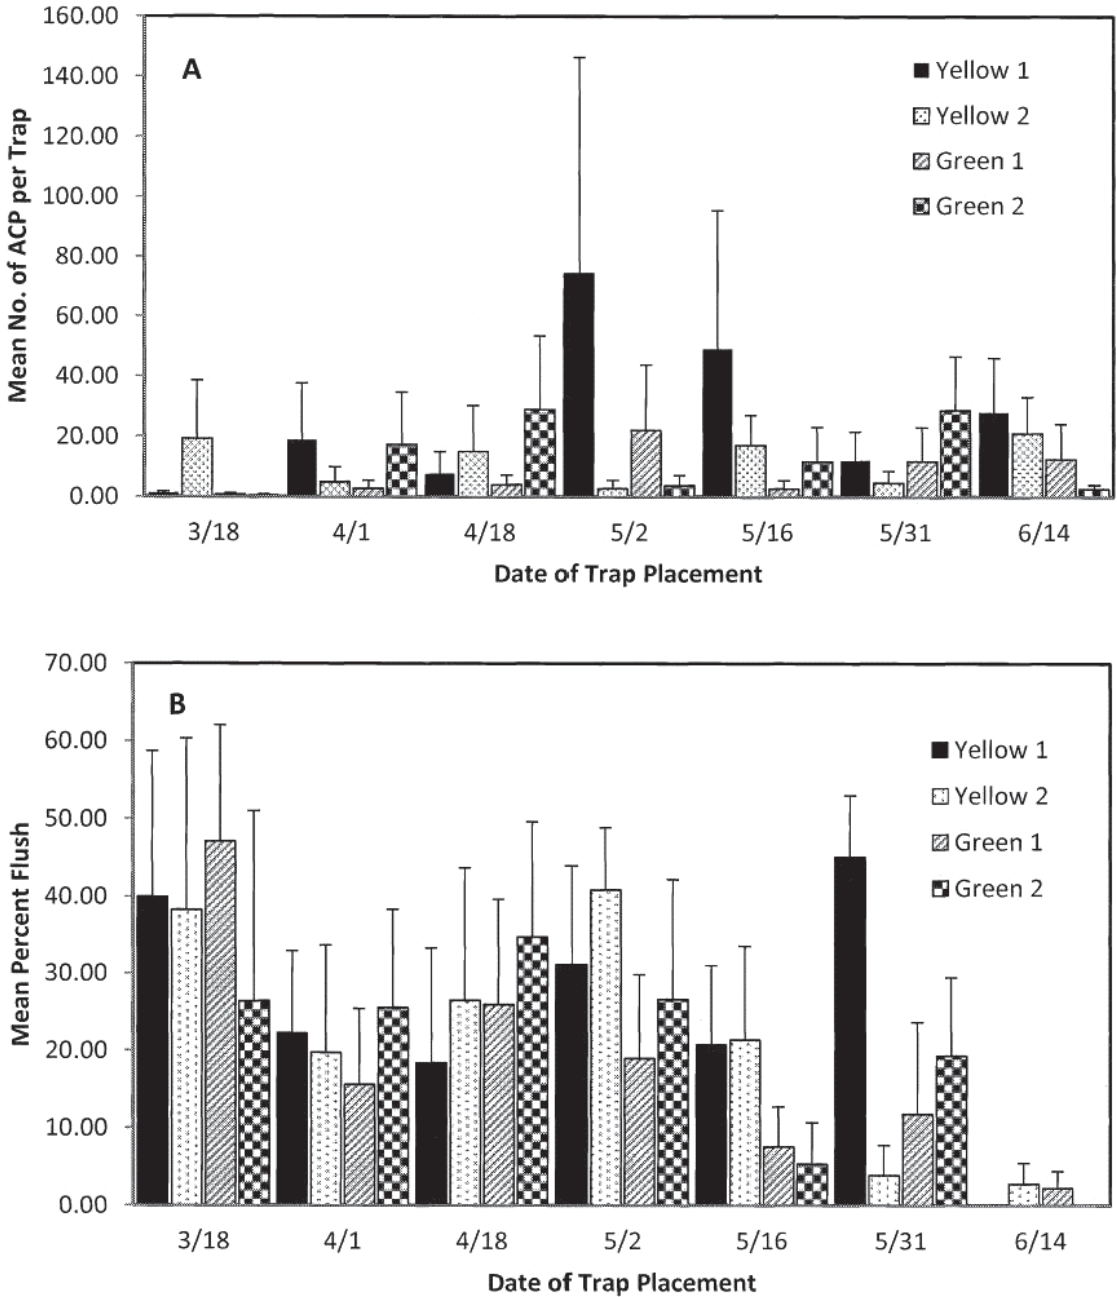 160.00
140.00
120.00
100.00
80.00
60.00
40.00
20.00
0.00
Mean No. of ACP per Trap
A
Yellow 1
Yellow 2
Green 1
Green 2
3/18 4/1 4/18 5/2 5/16 5/31 6/14
Date of Trap Placement
70.00
60.00
50.00
40.00
30.00
20.00
10.00
0.00
Mean Percent Flush
B
Yellow 1
Yellow 2
Green 1
Green 2
3/18 4/1 4/18 5/2 5/16 5/31 6/14
Date of Trap Placement